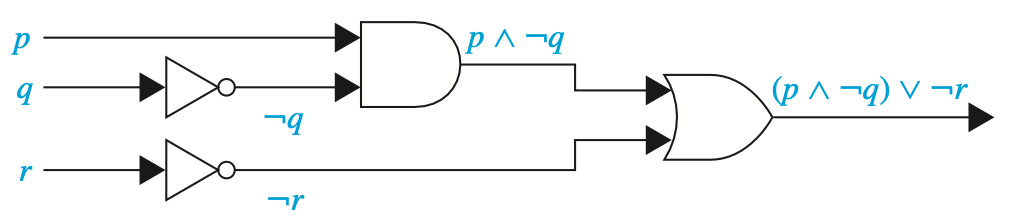 p
p ∧ ¬q
q
(p ∧ ¬q) ∨ ¬r
¬q
r
¬r